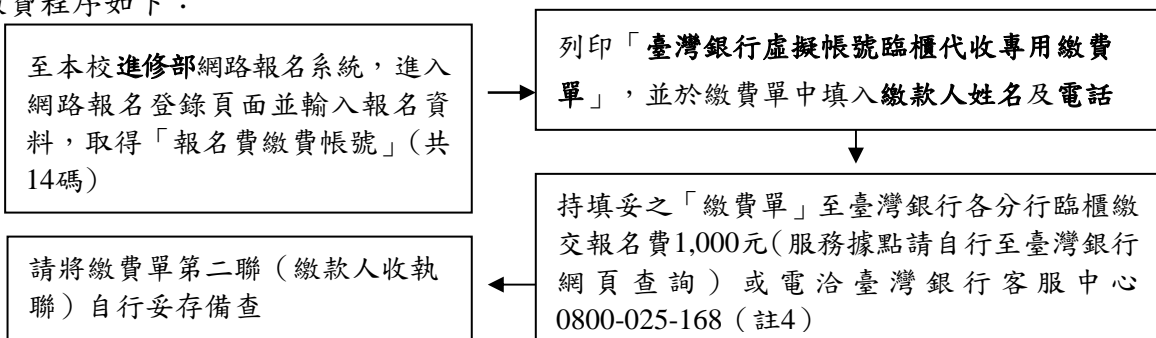 繳費程序如下：
至本校進修部網路報名系統，進入
網路報名登錄頁面並輸入報名資
料，取得「報名費繳費帳號」（共
14碼）
列印「臺灣銀行虛擬帳號臨櫃代收專用繳費
單」，並於繳費單中填入繳款人姓名及電話
持填妥之「繳費單」至臺灣銀行各分行臨櫃繳
交報名費1,000元（服務據點請自行至臺灣銀行
網頁查詢）或電洽臺灣銀行客服中心
0800-025-168（註4）
請將繳費單第二聯（繳款人收執
聯）自行妥存備查